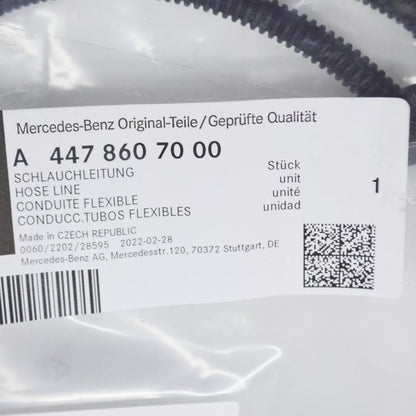 Mercedes-Benz Original-Teile/Geprüfte Qualität
A 447 860 70 00
SCHLAUCHLEITUNG
HOSE LINE
CONDUITE FLEXIBLE
CONDUCC.TUBOS FLEXIBLES
Stück
unit
unité
unidad
1
Made in CZECH REPUBLIC
0060/2202/28595 2022-02-28
Mercedes-Benz AG, Mercedesstr.120, 70372 Stuttgart, DE